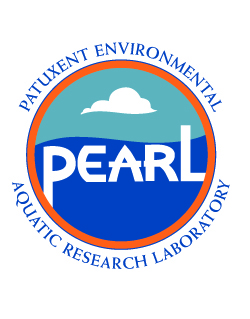 PATUXENT ENVIRONMENTAL
PEARL
AQUATIC RESEARCH LABORATORY